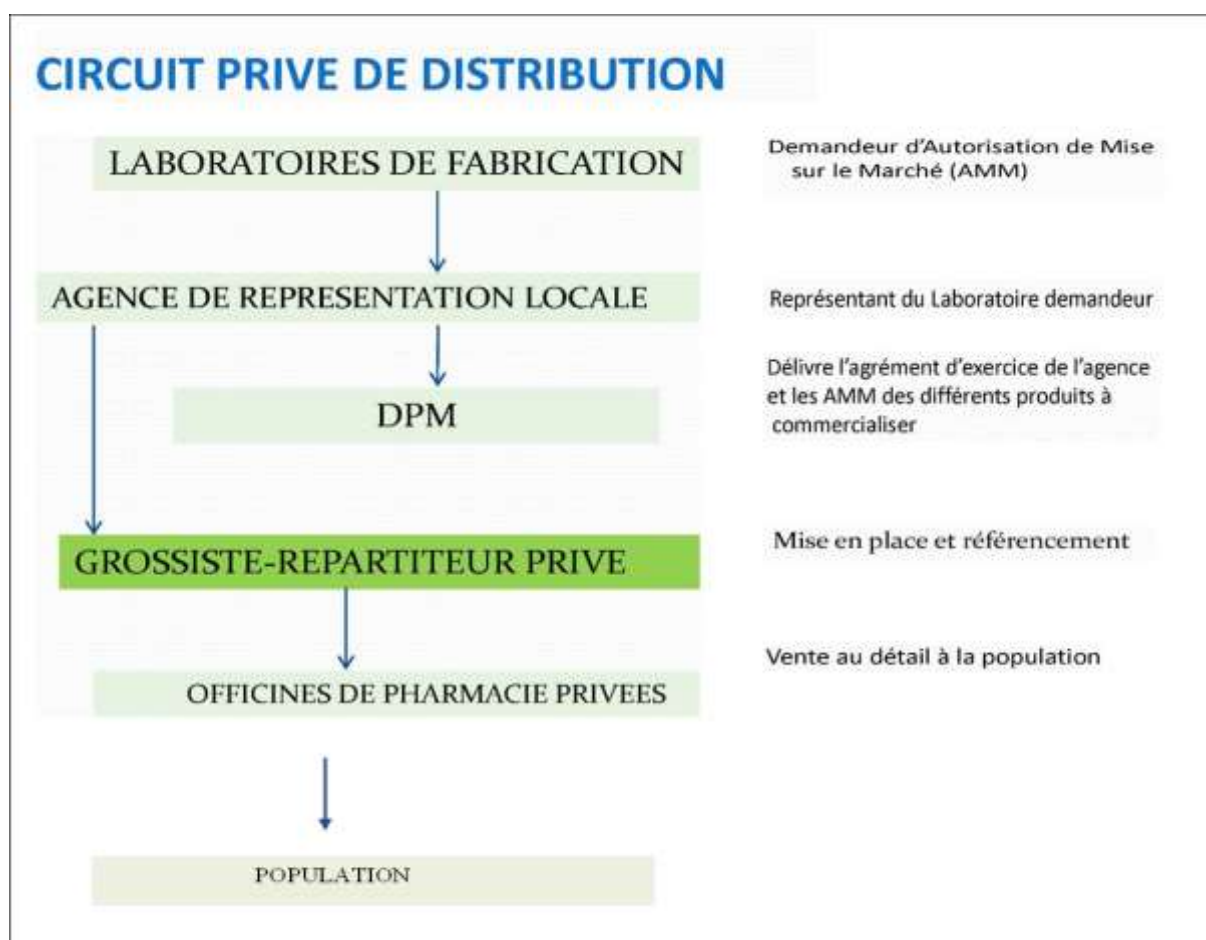 CIRCUIT PRIVE DE DISTRIBUTION
LABORATOIRES DE FABRICATION
Demandeur d'Autorisation de Mise
sur le Marché (AMM)
AGENCE DE REPRESENTATION LOCALE
Représentant du Laboratoire demandeur
DPM
Délivre l'agrément d'exercice de l'agence
et les AMM des différents produits à
commercialiser
GROSSISTE-REPARTITEUR PRIVE
Mise en place et référencement
OFFICINES DE PHARMACIE PRIVEES
Vente au détail à la population
POPULATION